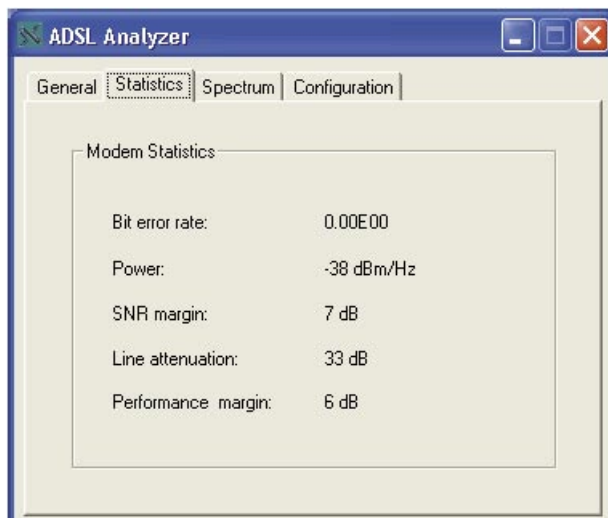 ADSL Analyzer
General Statistics Spectrum Configuration
Modem Statistics
Bit error rate: 0.00E00
Power: -38 dBm/Hz
SNR margin: 7 dB
Line attenuation: 33 dB
Performance margin: 6 dB